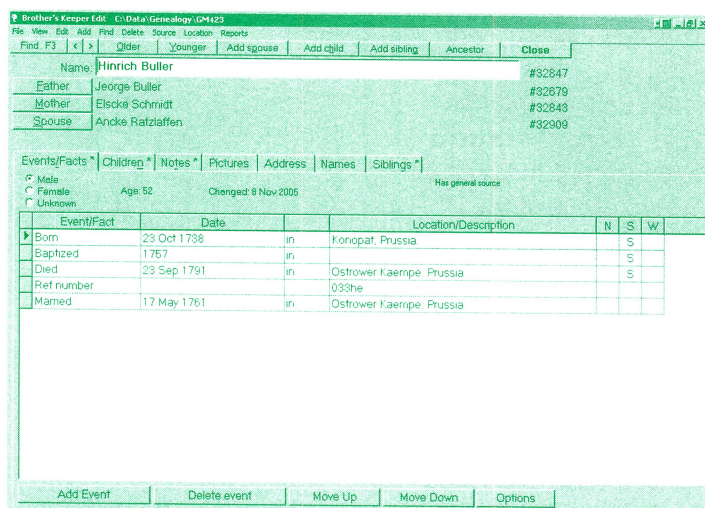 Brother's Keeper Edit C:\Data\Genealogy\GM423
File View Edit Add Find Delete Source Location Reports
Find F3 < > Older Younger Add spouse Add child Add sibling Ancestor Close
Name: Hinrich Buller #32847
Father Jeorge Buller #32679
Mother Elscke Schmidt #32843
Spouse Ancke Ratzlaffen #32909
Events/Facts * Children * Notes * Pictures Address Names Siblings *
Male
Female Age: 52 Changed: 8 Nov 2005 Has general source
Unknown
Event/Fact Date Location/Description N S W
Born 23 Oct 1738 in Konopat, Prussia S
Baptized 1757 in S
Died 23 Sep 1791 in Ostrower Kaempe, Prussia S
Ref number 033he
Married 17 May 1761 in Ostrower Kaempe, Prussia
Add Event Delete event Move Up Move Down Options